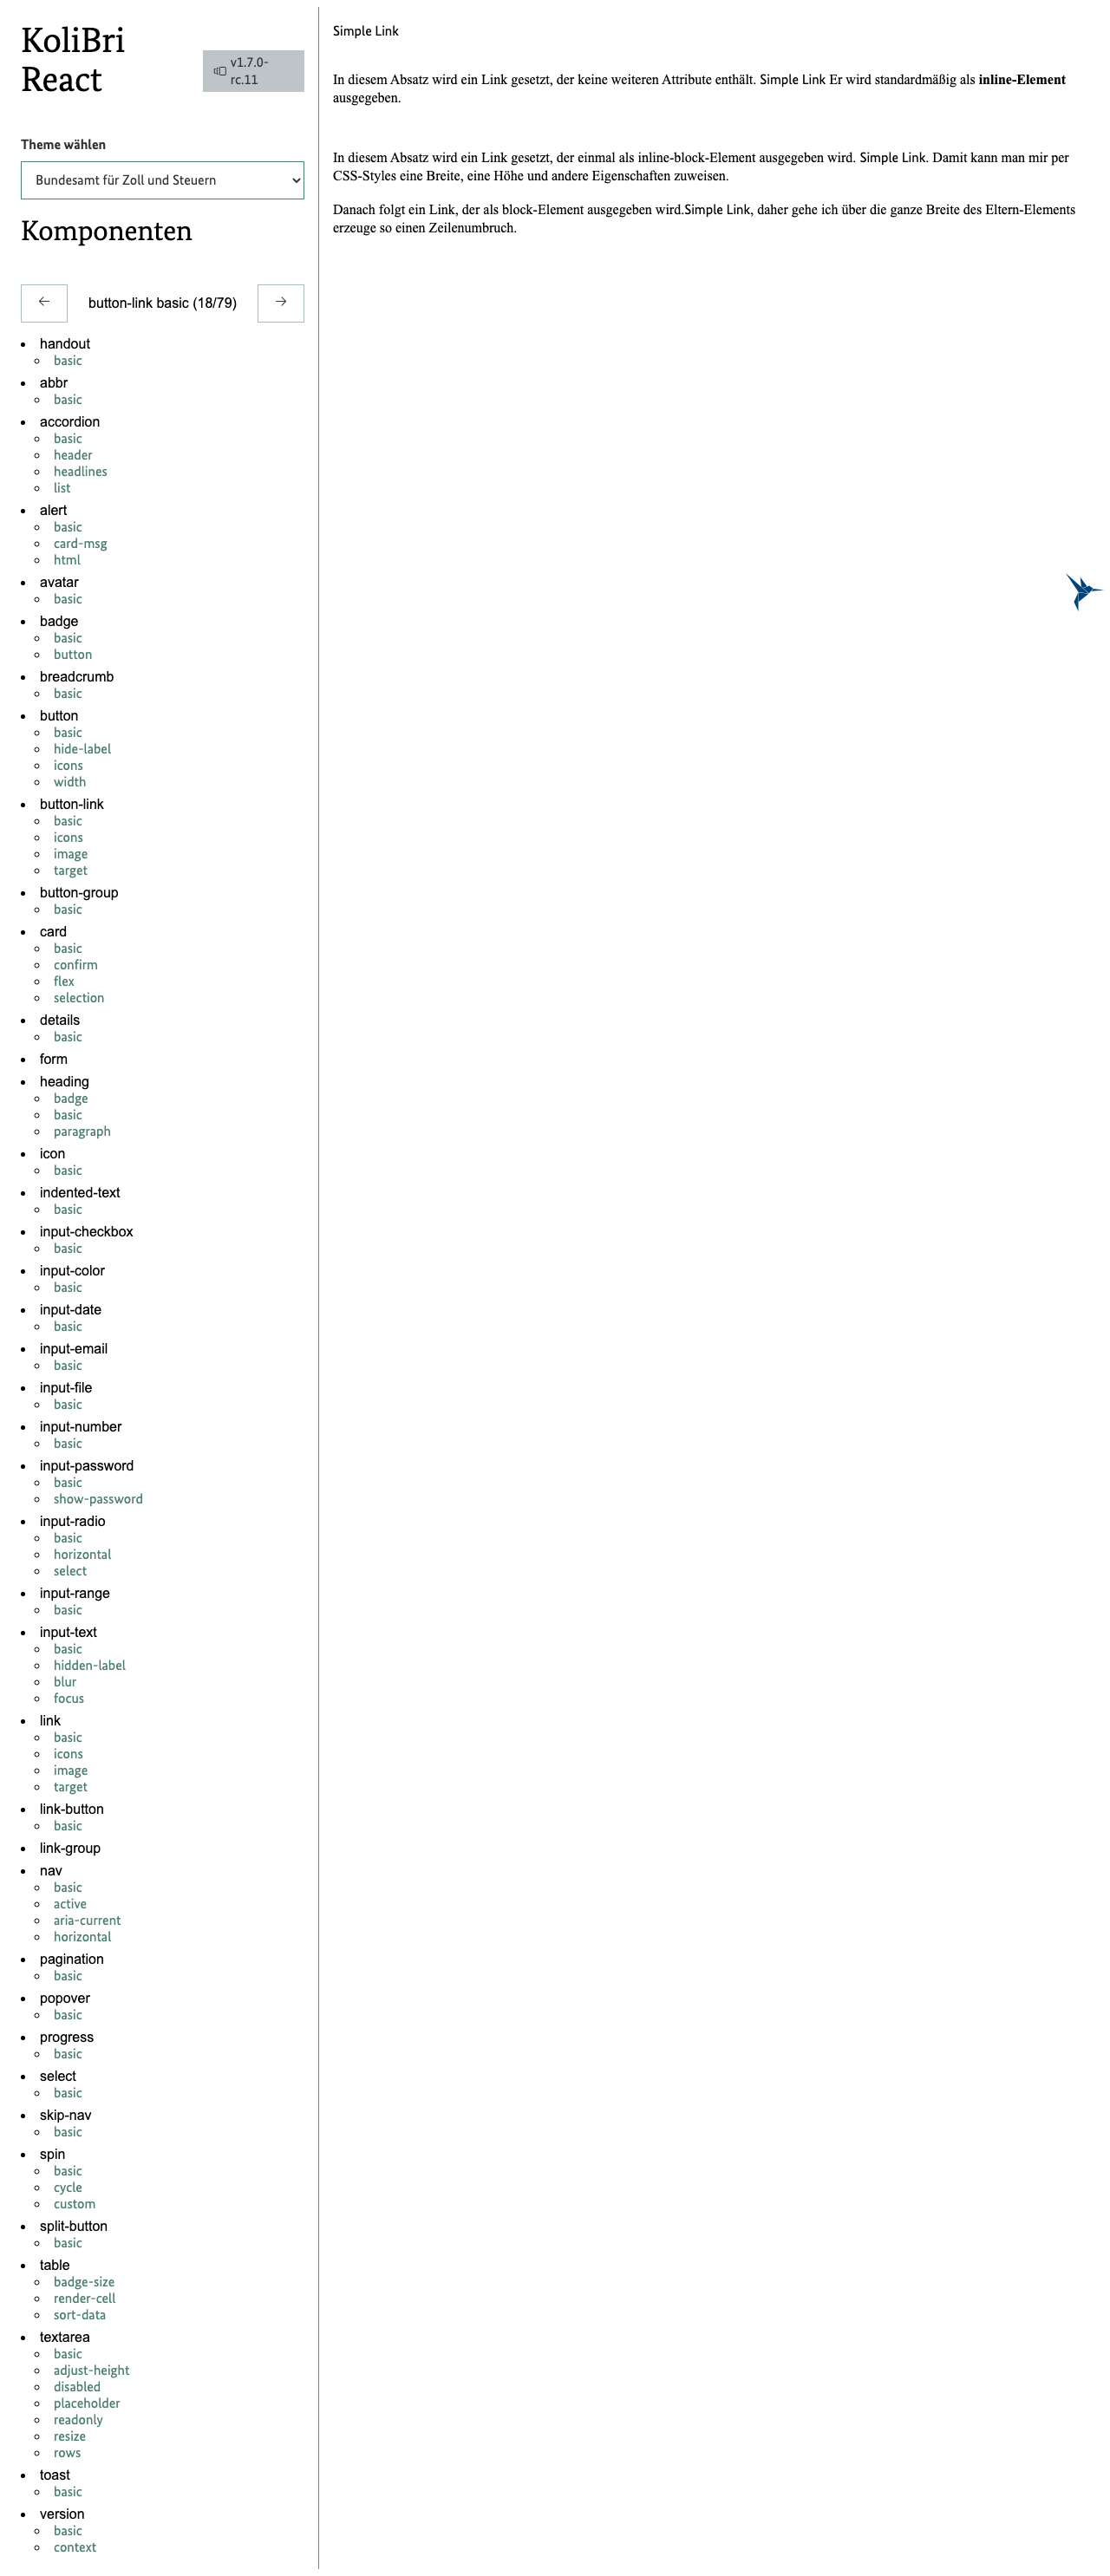 KoliBri
React
v1.7.0-
rc.11
Theme wählen
Bundesamt für Zoll und Steuern
Komponenten
button-link basic (18/79)
handout
basic
abbr
basic
accordion
basic
header
headlines
list
alert
basic
card-msg
html
avatar
basic
badge
basic
button
breadcrumb
basic
button
basic
hide-label
icons
width
button-link
basic
icons
image
target
button-group
basic
card
basic
confirm
flex
selection
details
basic
form
heading
badge
basic
paragraph
icon
basic
indented-text
basic
input-checkbox
basic
input-color
basic
input-date
basic
input-email
basic
input-file
basic
input-number
basic
input-password
basic
show-password
input-radio
basic
horizontal
select
input-range
basic
input-text
basic
hidden-label
blur
focus
link
basic
icons
image
target
link-button
basic
link-group
nav
basic
active
aria-current
horizontal
pagination
basic
popover
basic
progress
basic
select
basic
skip-nav
basic
spin
basic
cycle
custom
split-button
basic
table
badge-size
render-cell
sort-data
textarea
basic
adjust-height
disabled
placeholder
readonly
resize
rows
toast
basic
version
basic
context
Simple Link
In diesem Absatz wird ein Link gesetzt, der keine weiteren Attribute enthält. Simple Link Er wird standardmäßig als inline-Element
ausgegeben.
In diesem Absatz wird ein Link gesetzt, der einmal als inline-block-Element ausgegeben wird. Simple Link. Damit kann man mir per
CSS-Styles eine Breite, eine Höhe und andere Eigenschaften zuweisen.
Danach folgt ein Link, der als block-Element ausgegeben wird.Simple Link, daher gehe ich über die ganze Breite des Eltern-Elements
erzeuge so einen Zeilenumbruch.